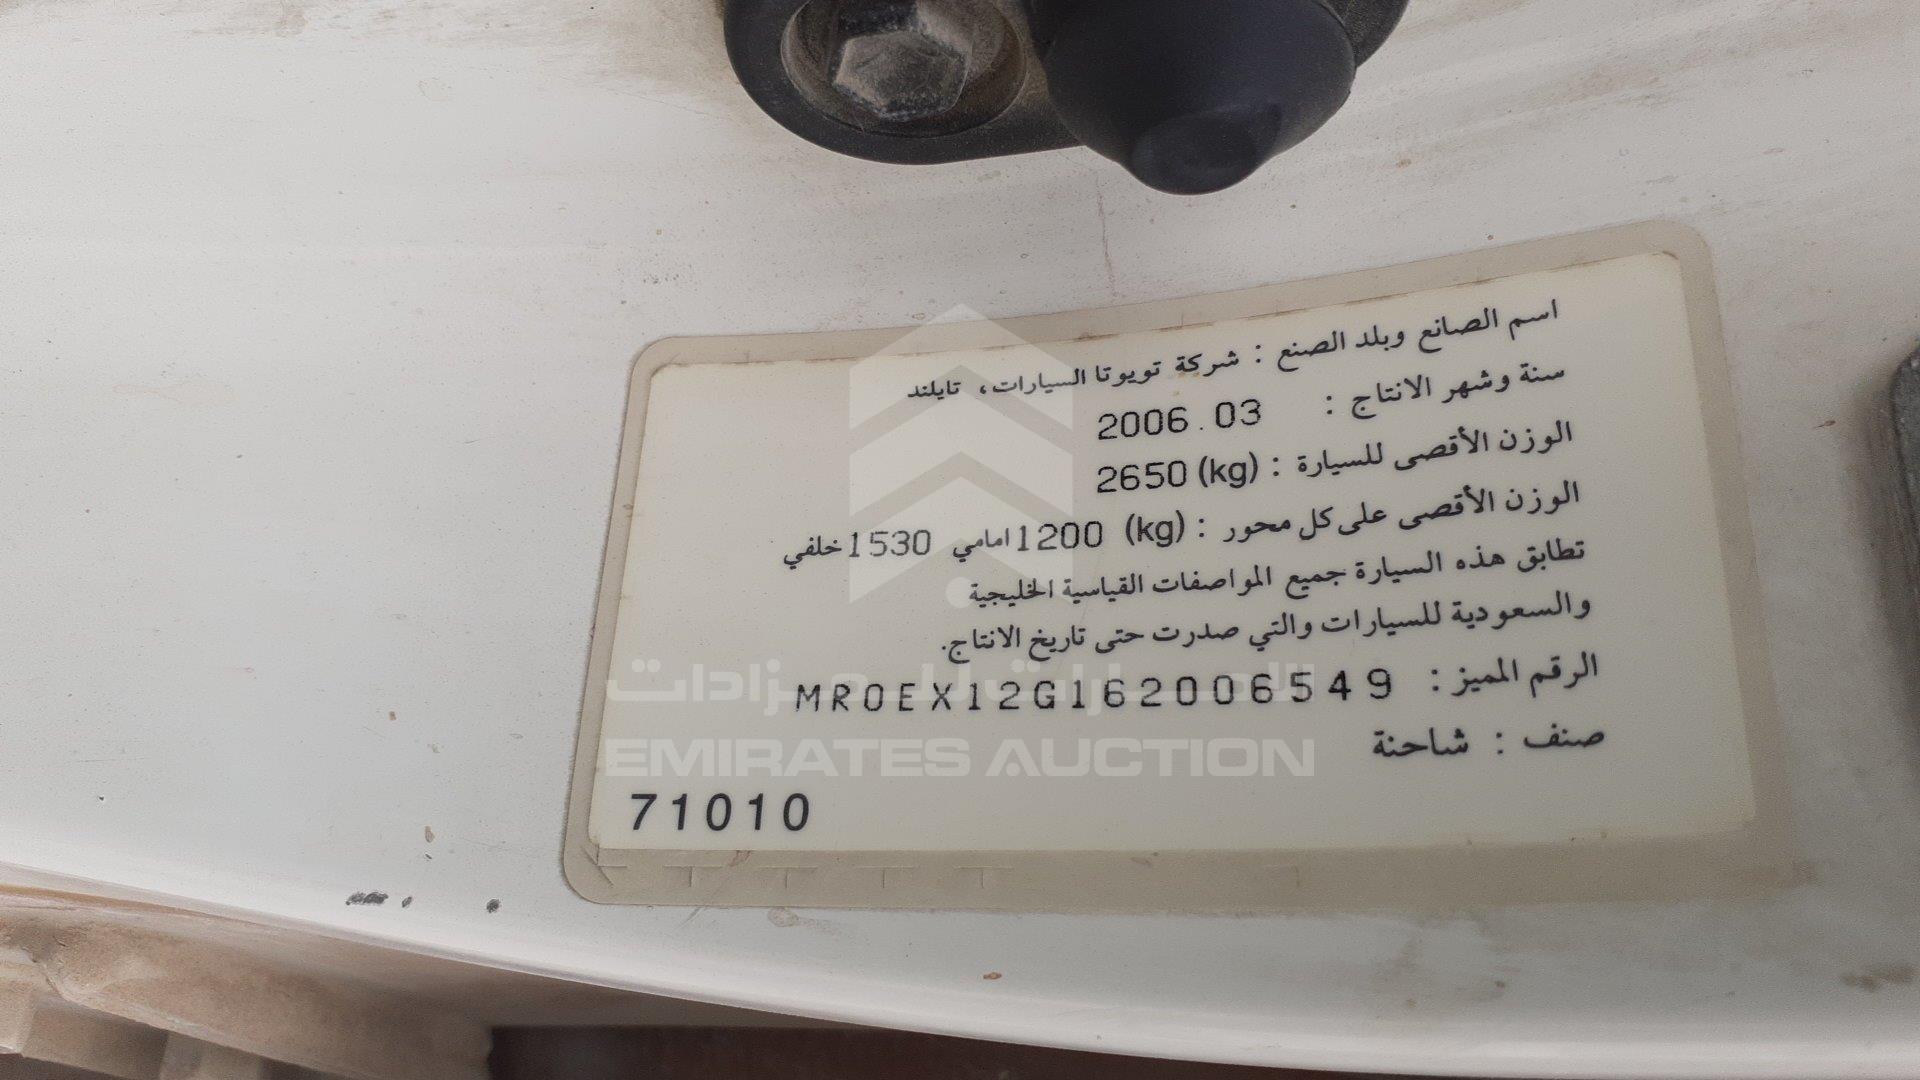 اسم الصانع وبلد الصنع : شركة تويوتا السيارات، تايلند
سنة وشهر الانتاج : 2006.03
الوزن الأقصى للسيارة : (kg) 2650
الوزن الأقصى على كل محور : (kg) 1200 امامي 1530 خلفي
تطابق هذه السيارة جميع المواصفات القياسية الخليجية
والسعودية للسيارات والتي صدرت حتى تاريخ الانتاج.
الرقم المميز : MR0EX12G162006549
صنف : شاحنة
71010
الإمارات للمزادات
EMIRATES AUCTION